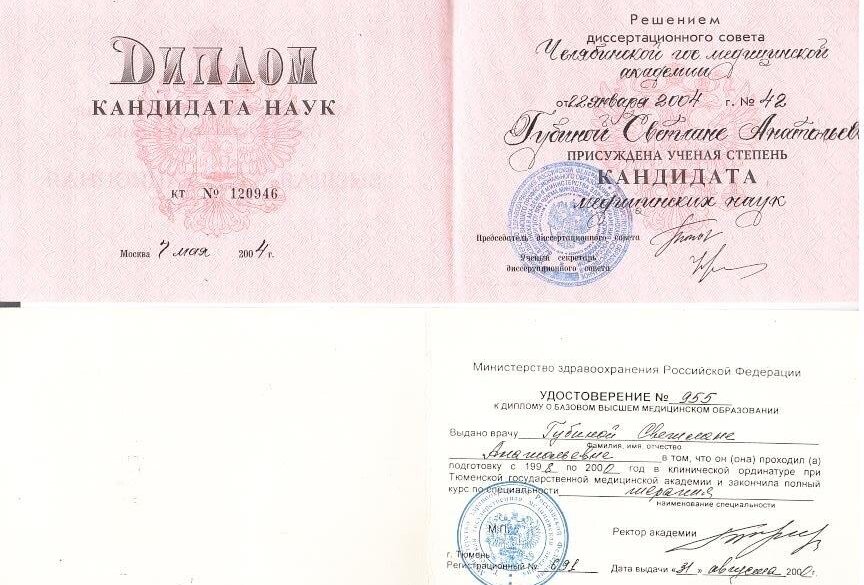 ДИПЛОМ
КАНДИДАТА НАУК
КТ № 120946
Москва 7 мая 2004 г.
Решением
диссертационного совета
Челябинской гос медицинской
академии
от 22 января 2004 г. № 42
Губиной Светлане Анатольев
ПРИСУЖДЕНА УЧЕНАЯ СТЕПЕНЬ
КАНДИДАТА
медицинских наук
Председатель диссертационного совета
Ученый секретарь
диссертационного совета
Министерство здравоохранения Российской Федерации
УДОСТОВЕРЕНИЕ № 955
К ДИПЛОМУ О БАЗОВОМ ВЫСШЕМ МЕДИЦИНСКОМ ОБРАЗОВАНИИ
Выдано врачу Губиной Светлане
фамилия, имя, отчество
Анатольевне в том, что он (она) проходил (а)
подготовку с 1998 по 2000 год в клинической ординатуре при
Тюменской государственной медицинской академии и закончила полный
курс по специальности терапия
наименование специальности
М.П.
Ректор академии
г. Тюмень
Регистрационный № 698 Дата выдачи « 31 » августа 2000г.